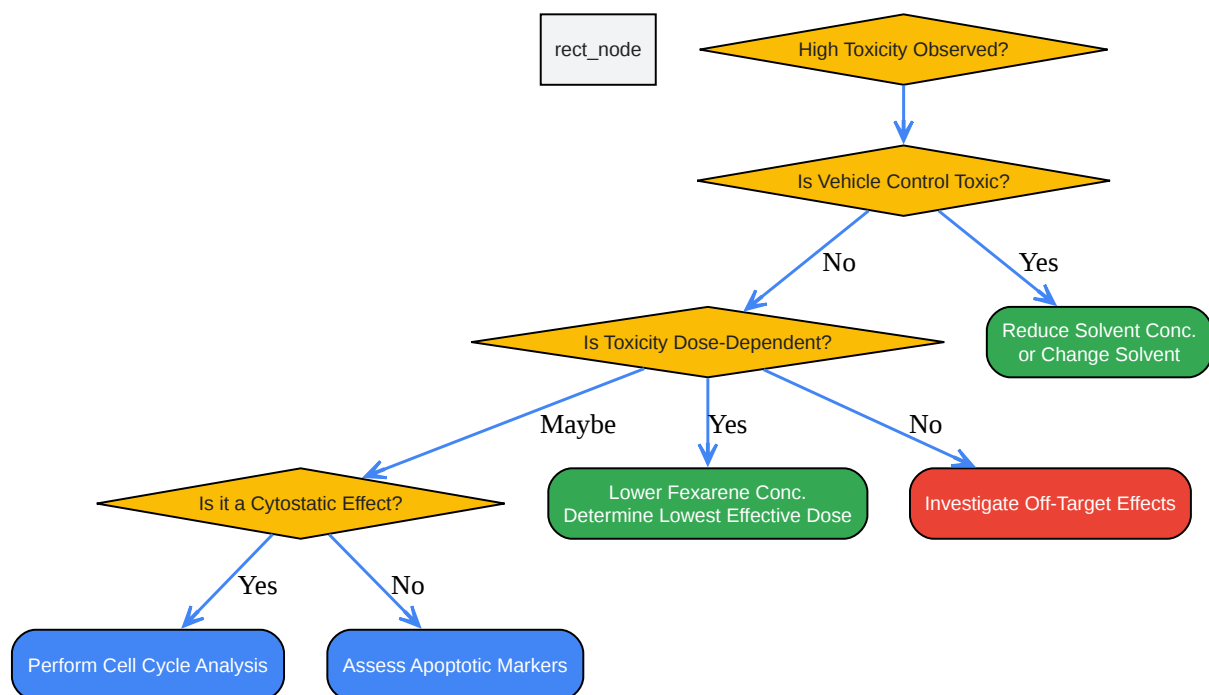 rect_node
High Toxicity Observed?
Is Vehicle Control Toxic?
No
Yes
Is Toxicity Dose-Dependent?
Reduce Solvent Conc.
or Change Solvent
Maybe
Yes
No
Is it a Cytostatic Effect?
Lower Fexarene Conc.
Determine Lowest Effective Dose
Investigate Off-Target Effects
Yes
No
Perform Cell Cycle Analysis
Assess Apoptotic Markers